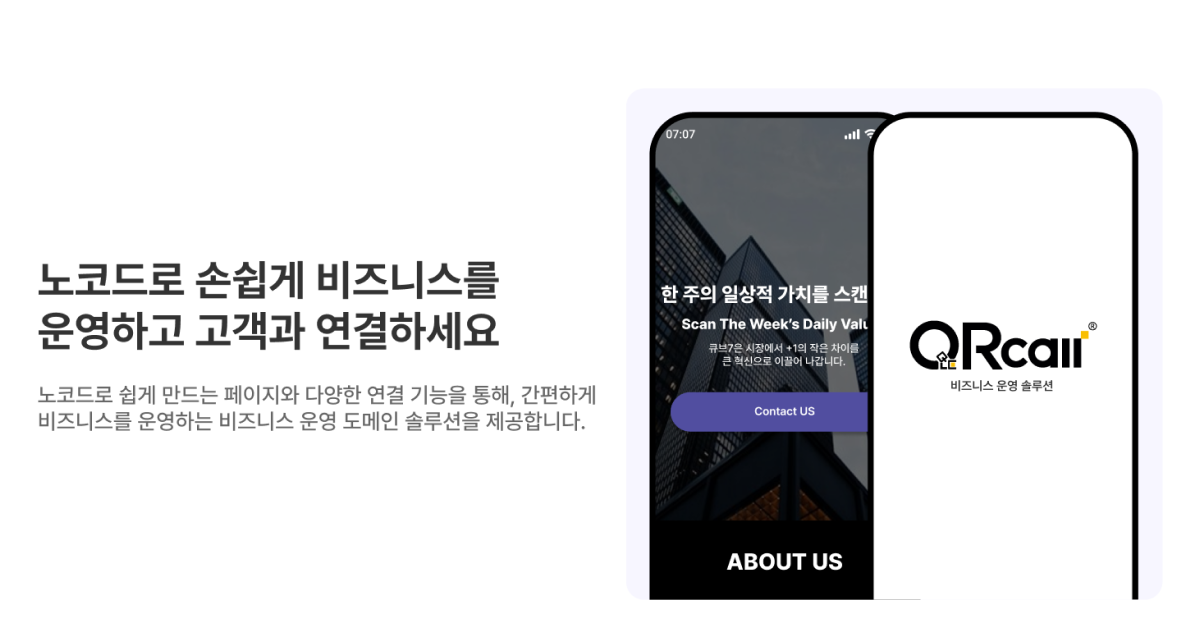 노코드로 손쉽게 비즈니스를
운영하고 고객과 연결하세요
노코드로 쉽게 만드는 페이지와 다양한 연결 기능을 통해, 간편하게
비즈니스를 운영하는 비즈니스 운영 도메인 솔루션을 제공합니다.
07:07
한 주의 일상적 가치를 스캔
Scan The Week’s Daily Valu
큐브7은 시장에서 +1의 작은 차이를
큰 혁신으로 이끌어 나갑니다.
Contact US
ABOUT US
QRcall®
비즈니스 운영 솔루션